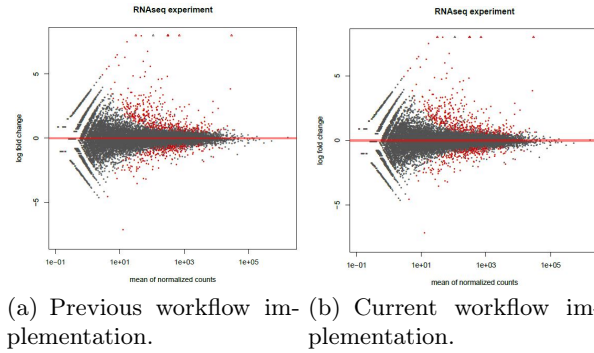 RNAseq experiment
log fold change
5
0
−5
1e−01
1e+01
1e+03
1e+05
mean of normalized counts
(a) Previous workflow im-
plementation.
RNAseq experiment
log fold change
5
0
−5
1e−01
1e+01
1e+03
1e+05
mean of normalized counts
(b) Current workflow im-
plementation.